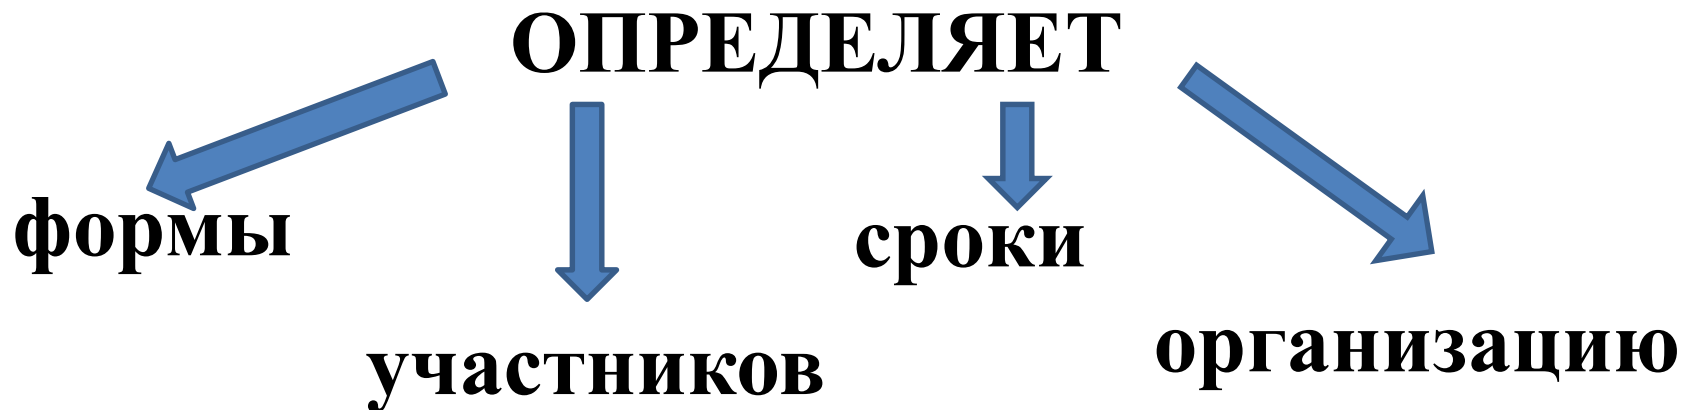 ОПРЕДЕЛЯЕТ
формы
участников
сроки
организацию